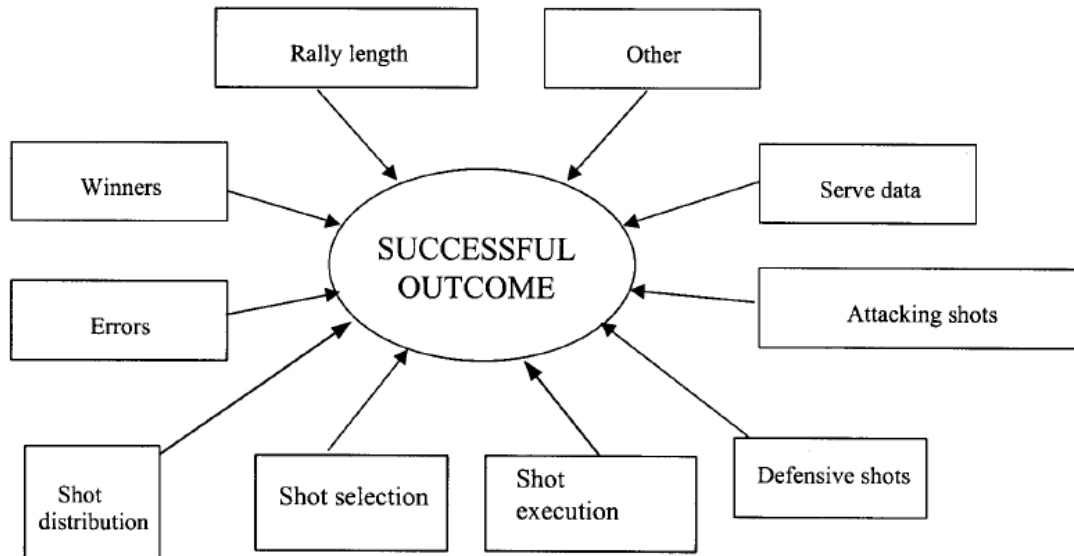 Rally length
Other
Winners
Serve data
SUCCESSFUL
OUTCOME
Errors
Attacking shots
Shot
distribution
Shot selection
Shot
execution
Defensive shots